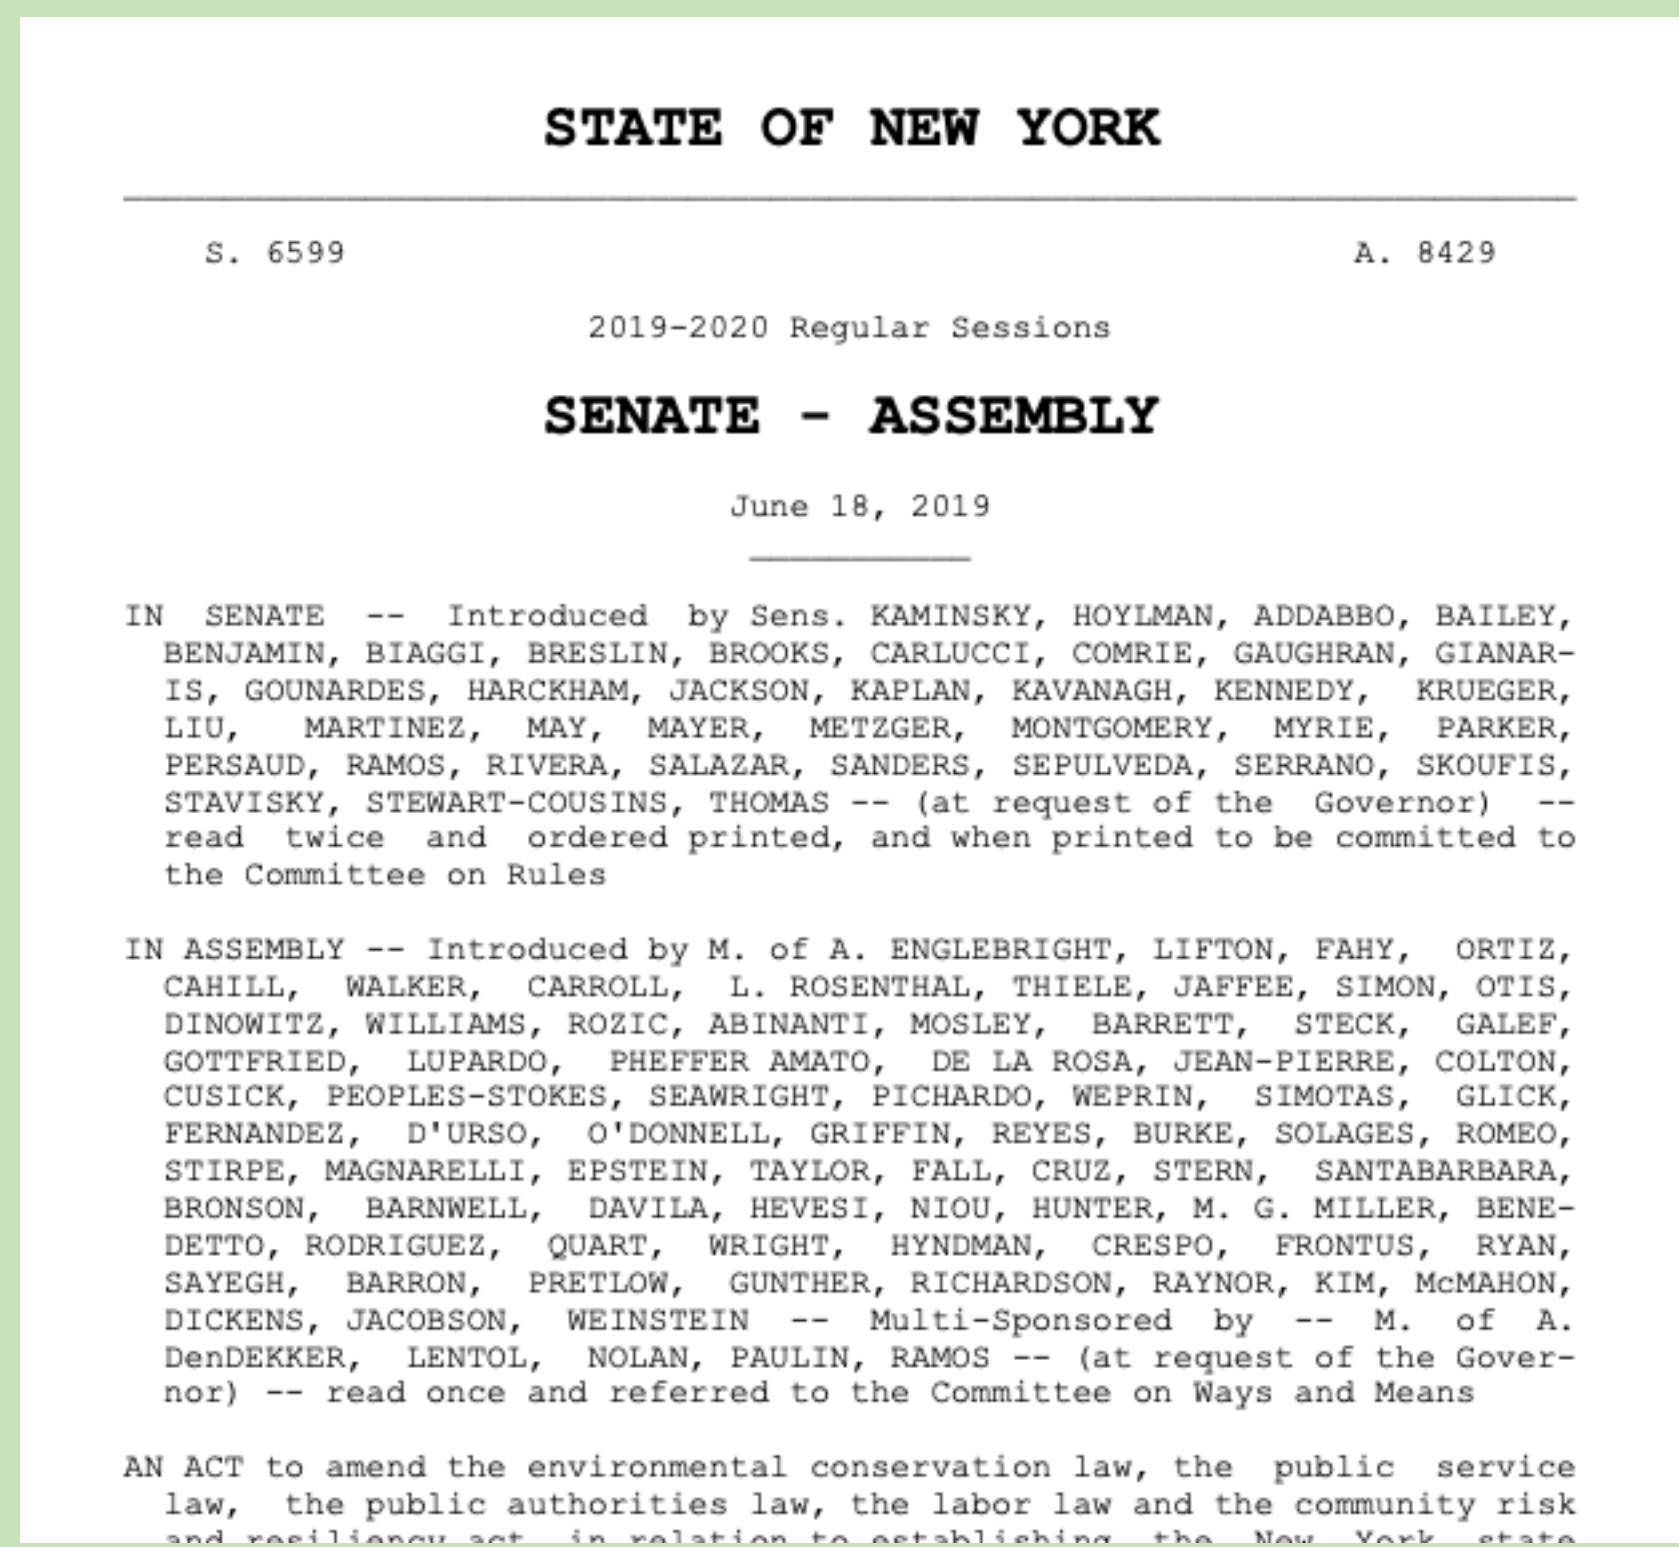 STATE OF NEW YORK
S. 6599 A. 8429
2019-2020 Regular Sessions
SENATE - ASSEMBLY
June 18, 2019
IN SENATE -- Introduced by Sens. KAMINSKY, HOYLMAN, ADDABBO, BAILEY,
BENJAMIN, BIAGGI, BRESLIN, BROOKS, CARLUCCI, COMRIE, GAUGHRAN, GIANAR-
IS, GOUNARDES, HARCKHAM, JACKSON, KAPLAN, KAVANAGH, KENNEDY, KRUEGER,
LIU, MARTINEZ, MAY, MAYER, METZGER, MONTGOMERY, MYRIE, PARKER,
PERSAUD, RAMOS, RIVERA, SALAZAR, SANDERS, SEPULVEDA, SERRANO, SKOUFIS,
STAVISKY, STEWART-COUSINS, THOMAS -- (at request of the Governor) --
read twice and ordered printed, and when printed to be committed to
the Committee on Rules
IN ASSEMBLY -- Introduced by M. of A. ENGLEBRIGHT, LIFTON, FAHY, ORTIZ,
CAHILL, WALKER, CARROLL, L. ROSENTHAL, THIELE, JAFFEE, SIMON, OTIS,
DINOWITZ, WILLIAMS, ROZIC, ABINANTI, MOSLEY, BARRETT, STECK, GALEF,
GOTTFRIED, LUPARDO, PHEFFER AMATO, DE LA ROSA, JEAN-PIERRE, COLTON,
CUSICK, PEOPLES-STOKES, SEAWRIGHT, PICHARDO, WEPRIN, SIMOTAS, GLICK,
FERNANDEZ, D'URSO, O'DONNELL, GRIFFIN, REYES, BURKE, SOLAGES, ROMEO,
STIRPE, MAGNARELLI, EPSTEIN, TAYLOR, FALL, CRUZ, STERN, SANTABARBARA,
BRONSON, BARNWELL, DAVILA, HEVESI, NIOU, HUNTER, M. G. MILLER, BENE-
DETTO, RODRIGUEZ, QUART, WRIGHT, HYNDMAN, CRESPO, FRONTUS, RYAN,
SAYEGH, BARRON, PRETLOW, GUNTHER, RICHARDSON, RAYNOR, KIM, McMAHON,
DICKENS, JACOBSON, WEINSTEIN -- Multi-Sponsored by -- M. of A.
DenDEKKER, LENTOL, NOLAN, PAULIN, RAMOS -- (at request of the Gover-
nor) -- read once and referred to the Committee on Ways and Means
AN ACT to amend the environmental conservation law, the public service
law, the public authorities law, the labor law and the community risk
and resiliency act, in relation to establishing the New York state